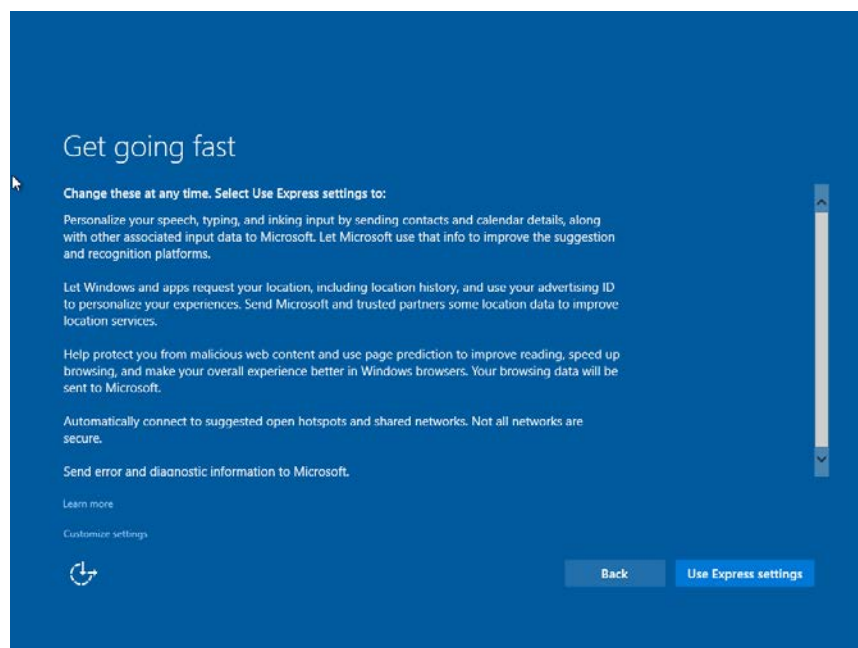 Get going fast
Change these at any time. Select Use Express settings to:
Personalize your speech, typing, and inking input by sending contacts and calendar details, along
with other associated input data to Microsoft. Let Microsoft use that info to improve the suggestion
and recognition platforms.
Let Windows and apps request your location, including location history, and use your advertising ID
to personalize your experiences. Send Microsoft and trusted partners some location data to improve
location services.
Help protect you from malicious web content and use page prediction to improve reading, speed up
browsing, and make your overall experience better in Windows browsers. Your browsing data will be
sent to Microsoft.
Automatically connect to suggested open hotspots and shared networks. Not all networks are
secure.
Send error and diagnostic information to Microsoft.
Learn more
Customize settings
Back
Use Express settings